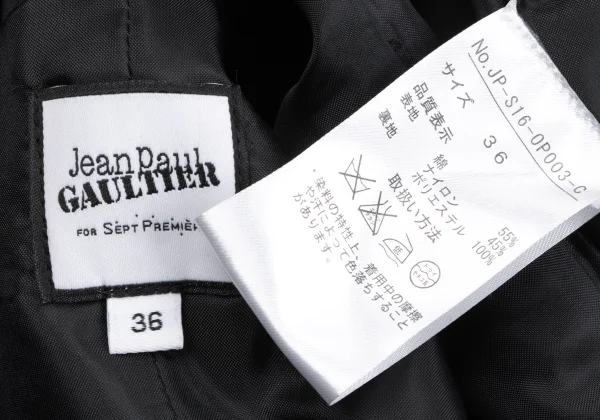 Jean Paul
GAULTIER
FOR SEPT PREMIÈR
36
No.JP-S16-0P003-C
サイズ 36
品質表示
表地 綿 55%
ナイロン 45%
裏地 ポリエステル 100%
取扱い方法
・染料の特性上、着用中の摩擦
や汗によって色落ちすること
があります。